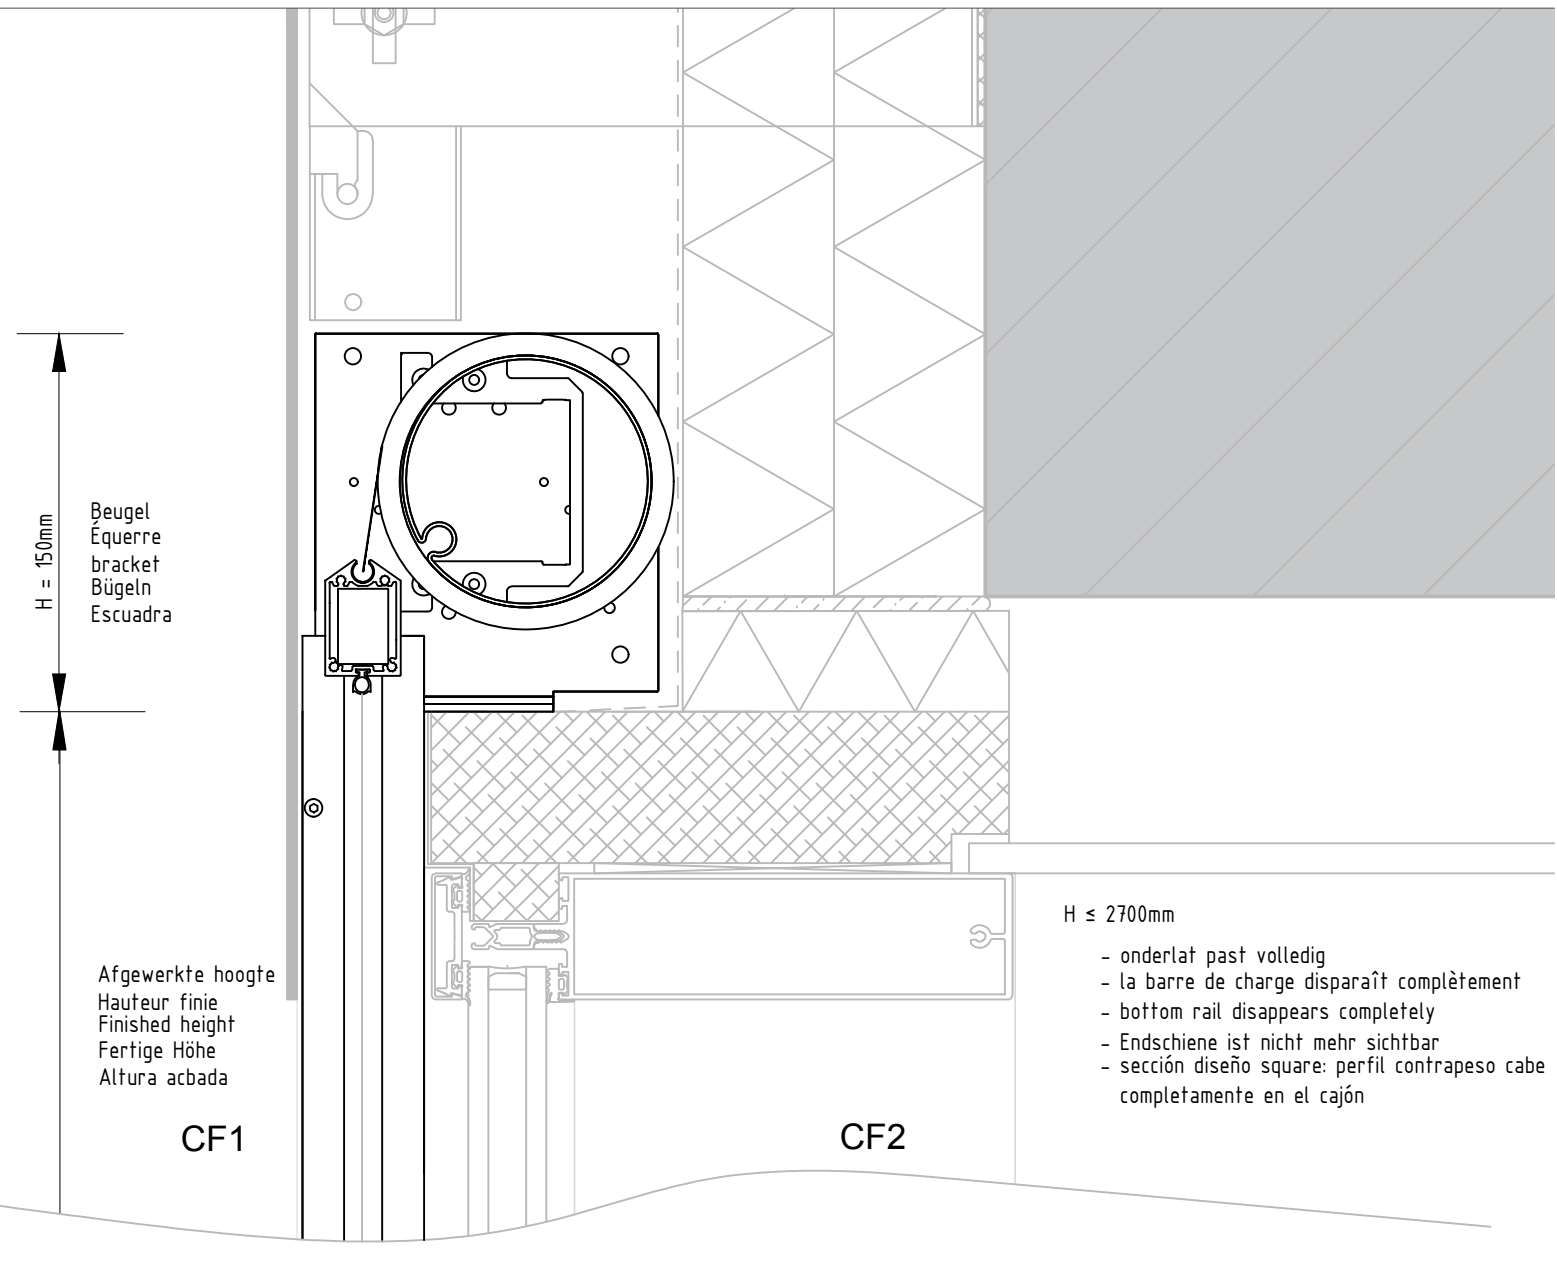 H = 150mm
Beugel
Équerre
bracket
Bügeln
Escuadra
Afgewerkte hoogte
Hauteur finie
Finished height
Fertige Höhe
Altura acbada
CF1
CF2
H ≤ 2700mm
- onderlat past volledig
- la barre de charge disparaît complètement
- bottom rail disappears completely
- Endschiene ist nicht mehr sichtbar
- sección diseño square: perfil contrapeso cabe
completamente en el cajón